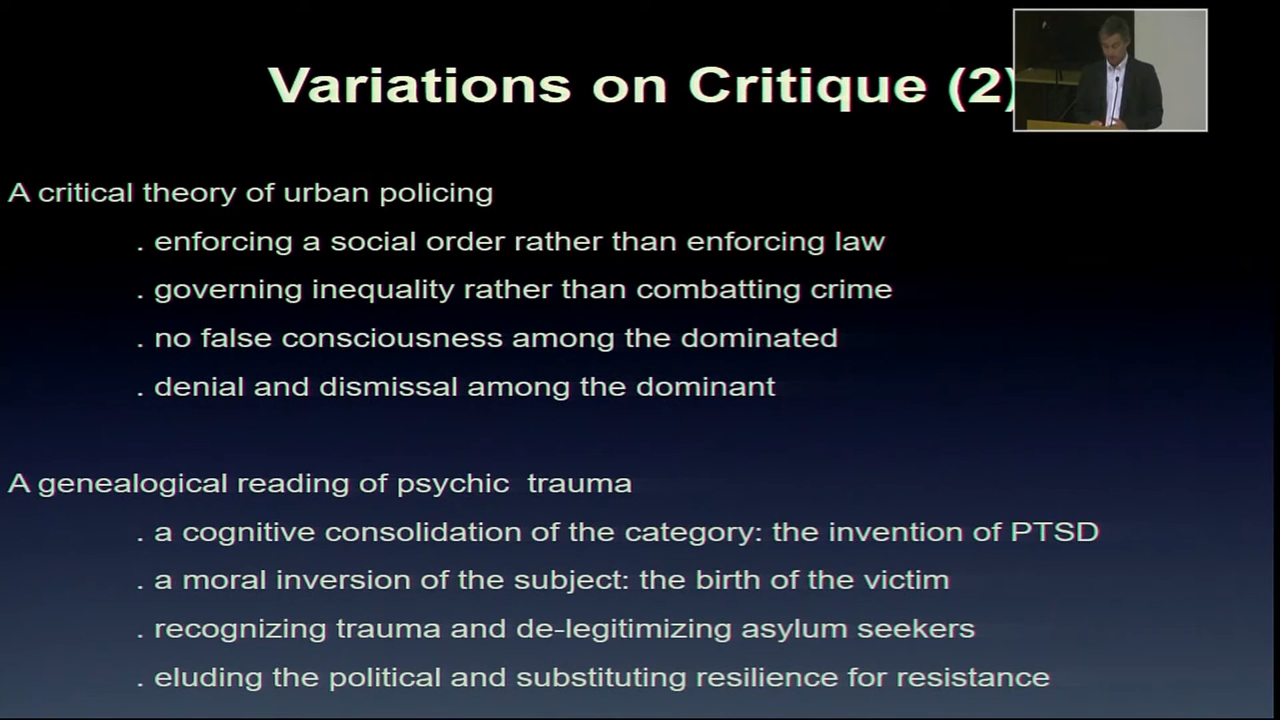 Variations on Critique (2)
A critical theory of urban policing
. enforcing a social order rather than enforcing law
. governing inequality rather than combatting crime
. no false consciousness among the dominated
. denial and dismissal among the dominant
A genealogical reading of psychic trauma
. a cognitive consolidation of the category: the invention of PTSD
. a moral inversion of the subject: the birth of the victim
. recognizing trauma and de-legitimizing asylum seekers
. eluding the political and substituting resilience for resistance